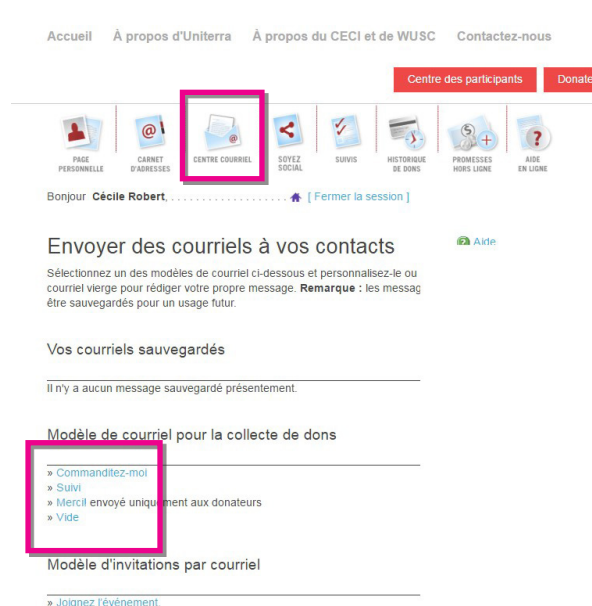 Accueil À propos d'Uniterra À propos du CECI et de WUSC Contactez-nous
Centre des participants Donate
PAGE PERSONNELLE
CARNET D'ADRESSES
CENTRE COURRIEL
SOYEZ SOCIAL
SUIVIS
HISTORIQUE DE DONS
PROMESSES HORS LIGNE
AIDE EN LIGNE
Bonjour Cécile Robert, . . . . . . . . . . . . . . . . . . . . [ Fermer la session ]
Envoyer des courriels à vos contacts
Aide
Sélectionnez un des modèles de courriel ci-dessous et personnalisez-le ou
courriel vierge pour rédiger votre propre message. Remarque : les messag
être sauvegardés pour un usage futur.
Vos courriels sauvegardés
Il n'y a aucun message sauvegardé présentement.
Modèle de courriel pour la collecte de dons
» Commanditez-moi
» Suivi
» Merci! envoyé uniquement aux donateurs
» Vide
Modèle d'invitations par courriel
» Joignez l'événement